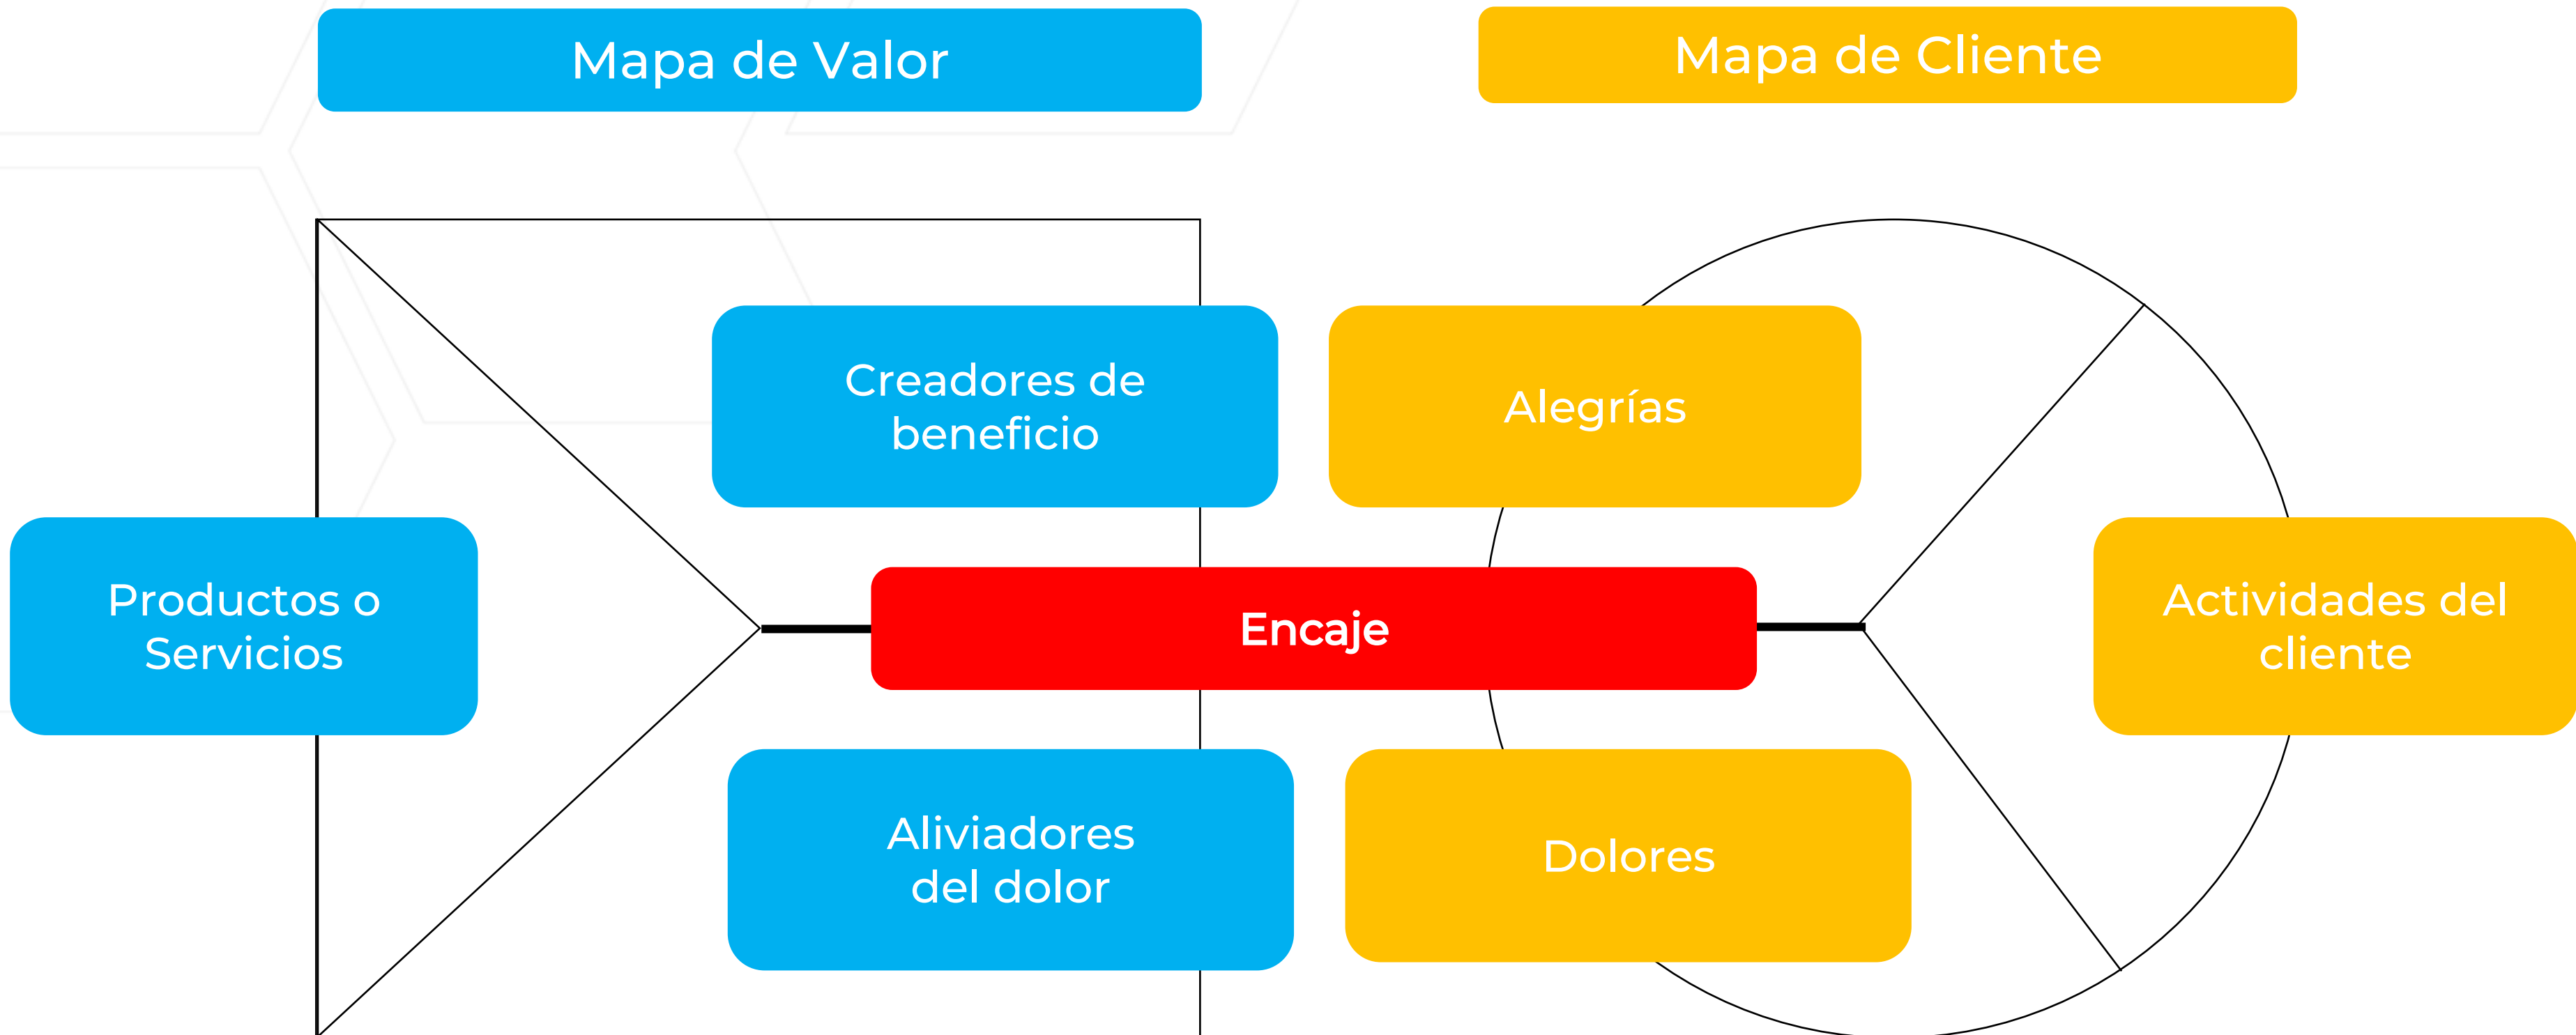 Mapa de Valor
Mapa de Cliente
Creadores de
beneficio
Alegrías
Productos o
Servicios
Encaje
Actividades del
cliente
Aliviadores
del dolor
Dolores